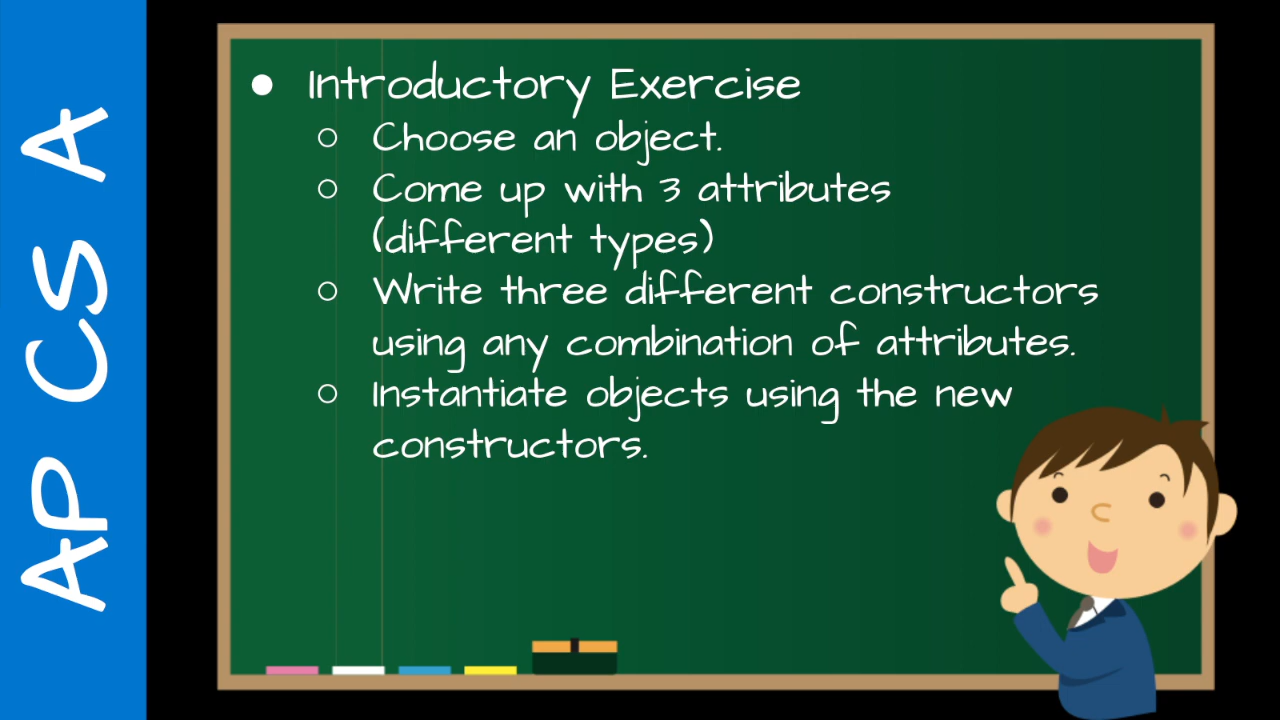 AP CS A
● Introductory Exercise
○ Choose an object.
○ Come up with 3 attributes
(different types)
○ Write three different constructors
using any combination of attributes.
○ Instantiate objects using the new
constructors.